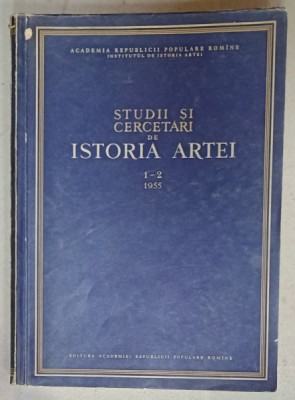 ACADEMIA REPUBLICII POPULARE ROMÎNE
INSTITUTUL DE ISTORIA ARTEI
STUDII ȘI
CERCETĂRI
DE
ISTORIA ARTEI
1-2
1955
EDITURA ACADEMIEI REPUBLICII POPULARE ROMÎNE